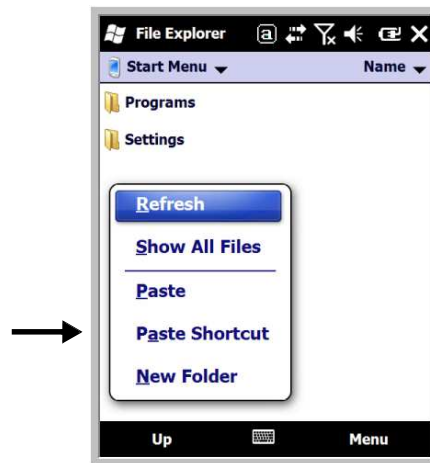 File Explorer a
Start Menu Name
Programs
Settings
Refresh
Show All Files
Paste
Paste Shortcut
New Folder
Up Menu